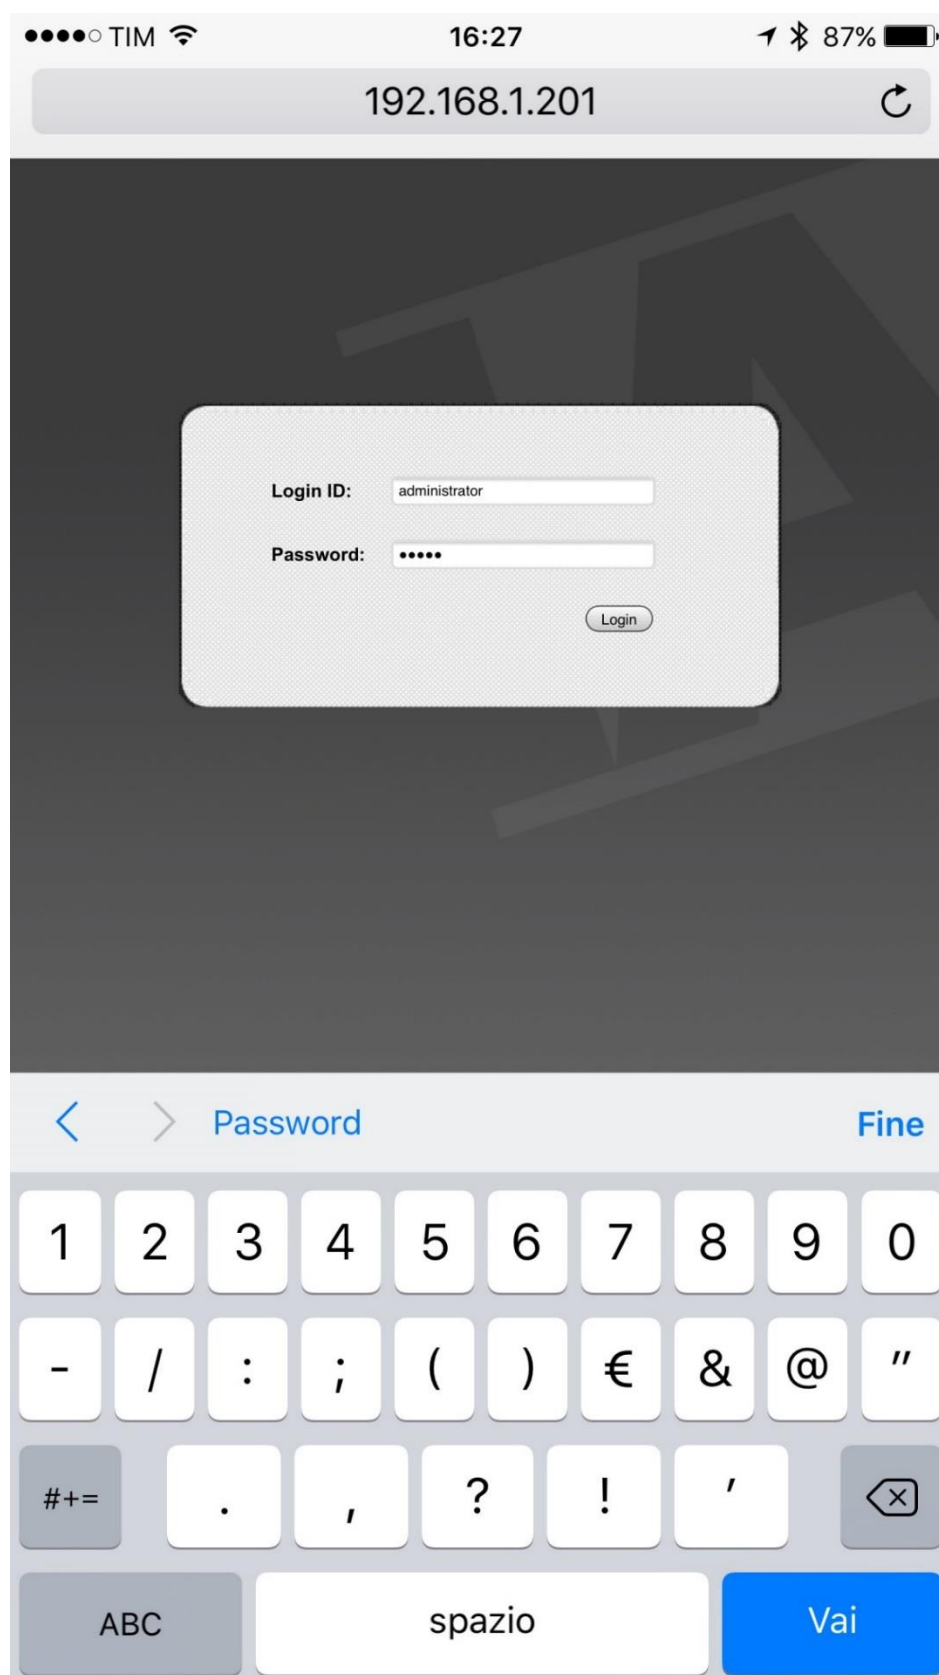 TIM 16:27 87%
192.168.1.201
Login ID: administrator
Password: •••••
Login
Password Fine
1 2 3 4 5 6 7 8 9 0
- / : ; ( ) € & @ "
#+= . , ? ! '
ABC spazio Vai